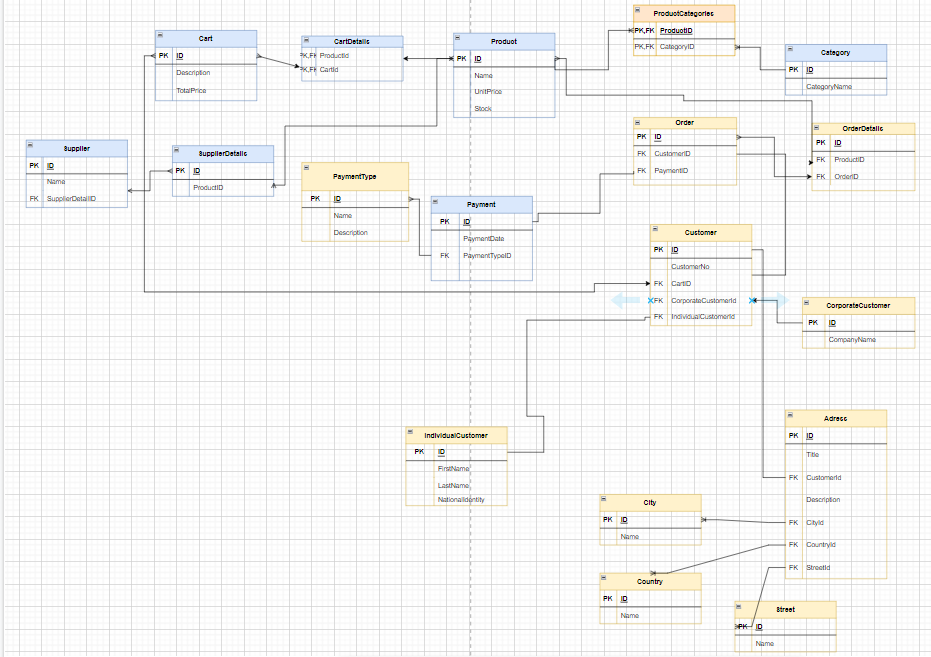 Cart
PK ID
Description
TotalPrice
CartDetails
PK,FK ProductId
PK,FK CartId
Product
PK ID
Name
UnitPrice
Stock
ProductCategories
PK,FK ProductID
PK,FK CategoryID
Category
PK ID
CategoryName
Supplier
PK ID
Name
FK SupplierDetailID
SupplierDetails
PK ID
ProductID
PaymentType
PK ID
Name
Description
Payment
PK ID
PaymentDate
FK PaymentTypeID
Order
PK ID
FK CustomerID
FK PaymentID
OrderDetails
PK ID
FK ProductID
FK OrderID
Customer
PK ID
CustomerNo
FK CartID
FK CorporateCustomerId
FK IndividualCustomerId
CorporateCustomer
PK ID
CompanyName
IndividualCustomer
PK ID
FirstName
LastName
NationalIdentity
Adress
PK ID
Title
FK CustomerId
Description
FK CityId
FK CountryId
FK StreetId
City
PK ID
Name
Country
PK ID
Name
Street
PK ID
Name